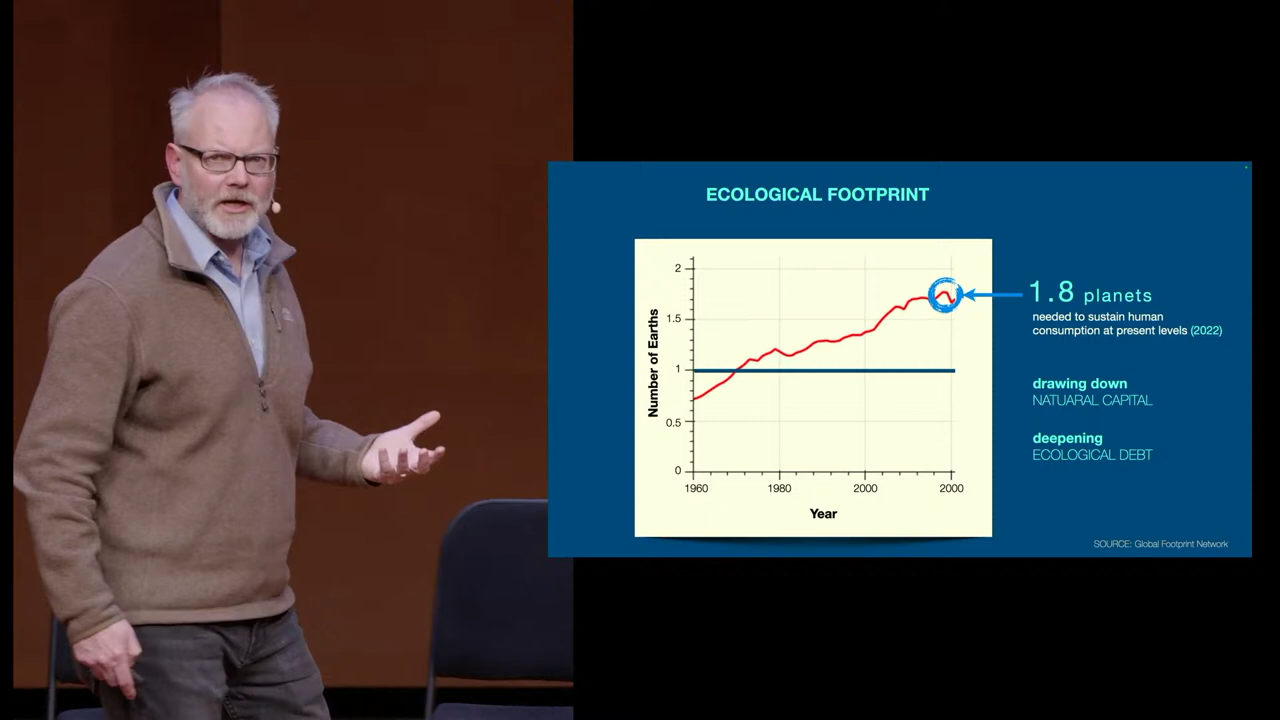 ECOLOGICAL FOOTPRINT
2
1.5
1
0.5
0
Number of Earths
1960
1980
2000
2000
Year
1.8 planets
needed to sustain human
consumption at present levels (2022)
drawing down
NATUARAL CAPITAL
deepening
ECOLOGICAL DEBT
SOURCE: Global Footprint Network